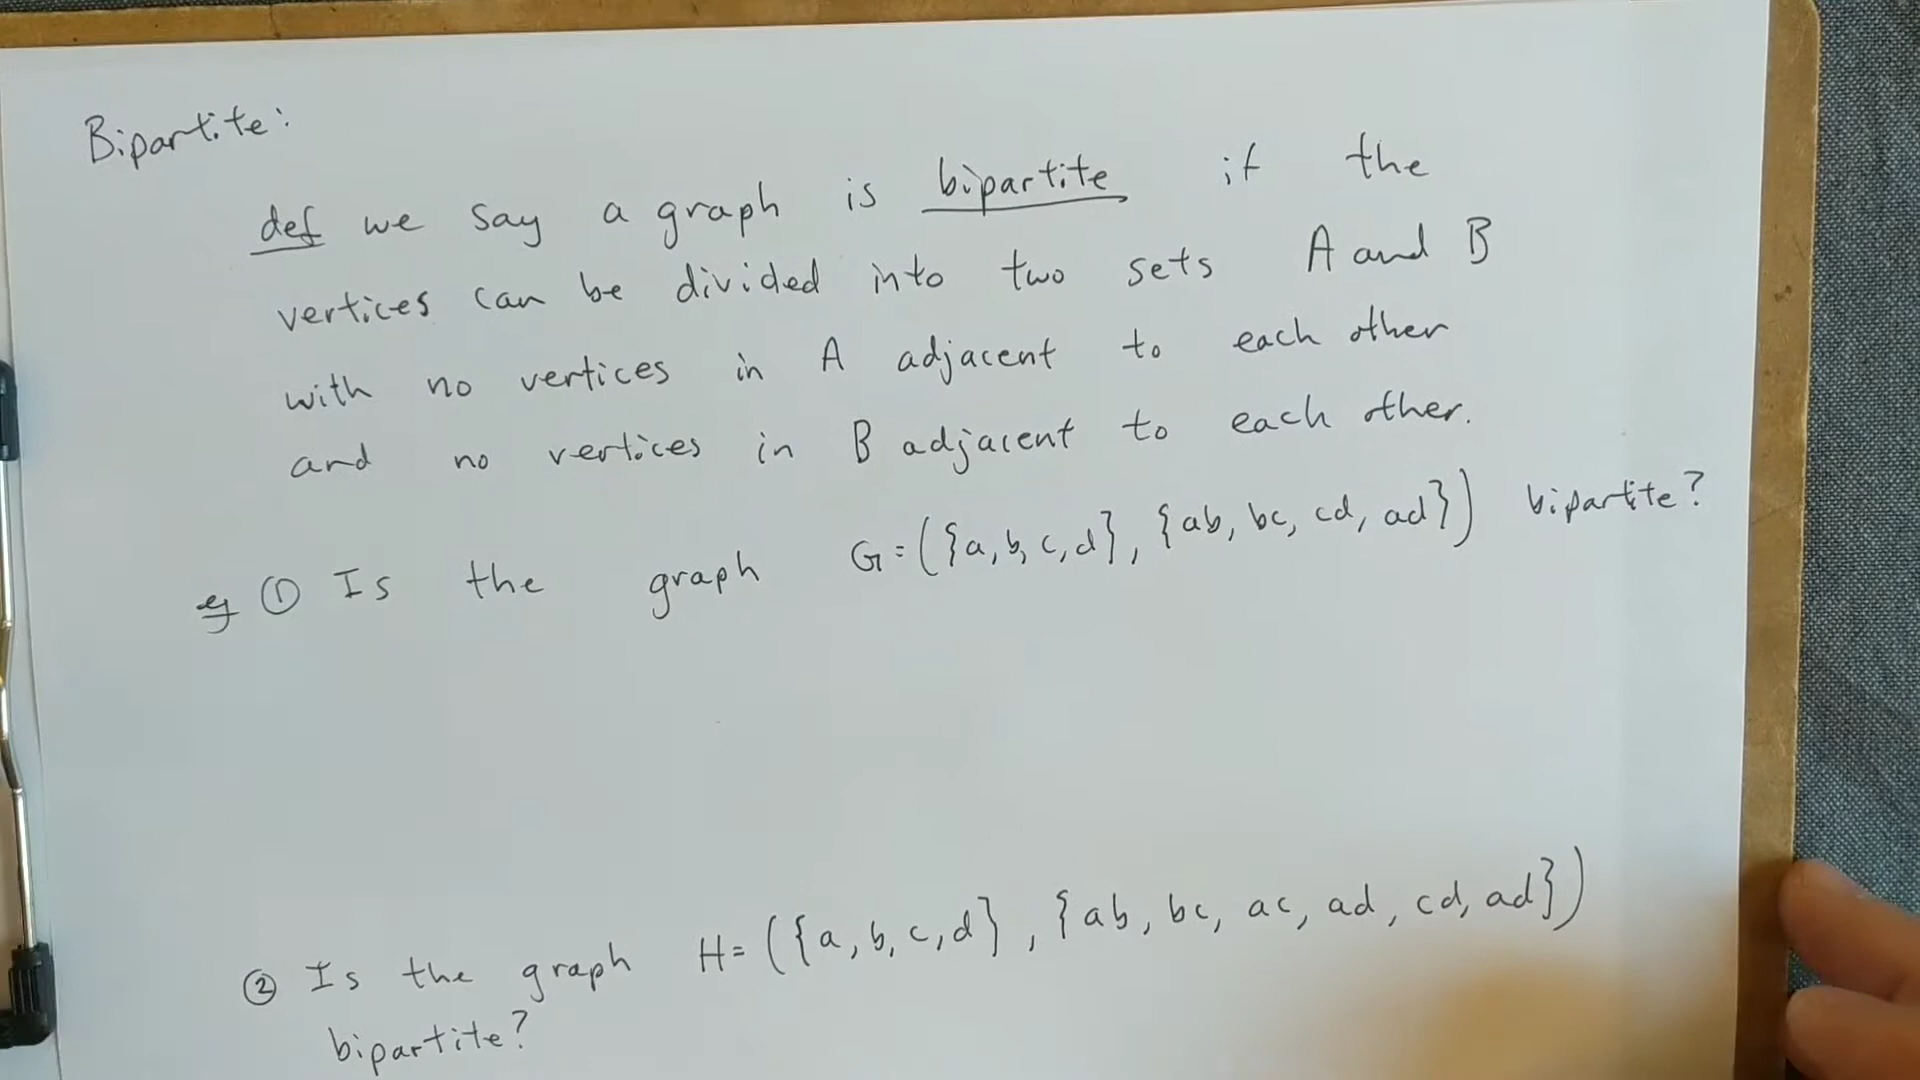 Bipartite:
def we say a graph is bipartite if the
vertices can be divided into two sets A and B
with no vertices in A adjacent to each other
and no vertices in B adjacent to each other.
eg ① Is the graph G=({a,b,c,d}, {ab, bc, cd, ad}) bipartite?
② Is the graph H=({a,b,c,d}, {ab, bc, ac, ad, cd, ad})
bipartite?